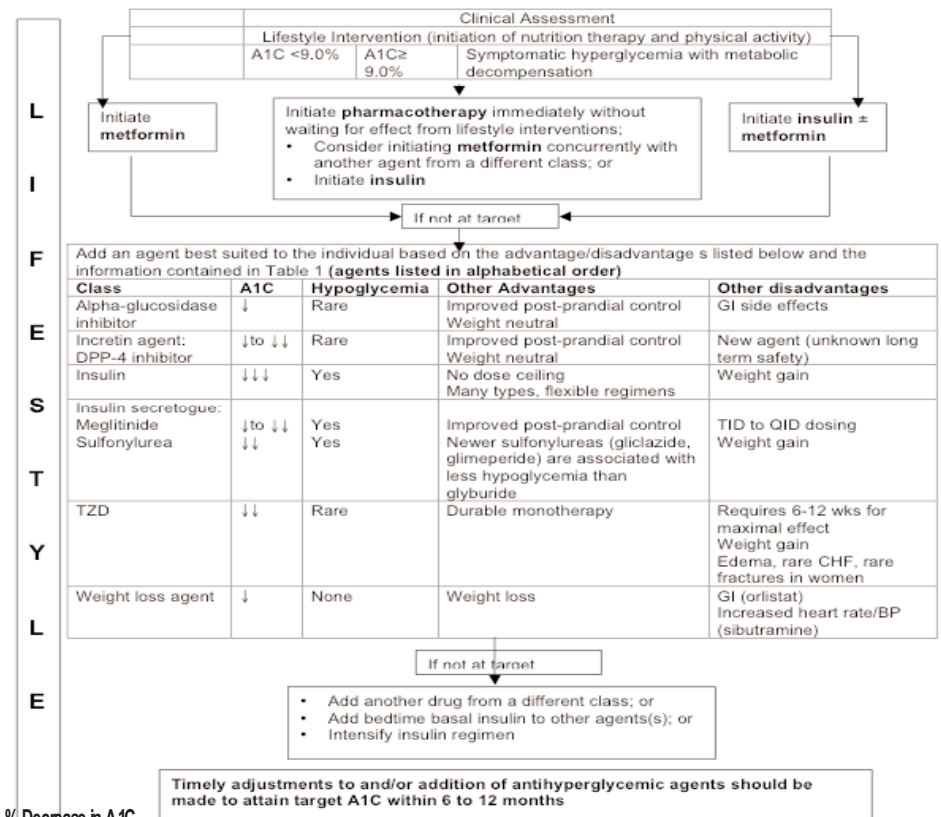 Clinical Assessment
Lifestyle Intervention (initiation of nutrition therapy and physical activity)
A1C <9.0%
A1C≥
9.0%
Symptomatic hyperglycemia with metabolic
decompensation
L
I
F
E
S
T
Y
L
E
Initiate
metformin
Initiate pharmacotherapy immediately without
waiting for effect from lifestyle interventions;
• Consider initiating metformin concurrently with
another agent from a different class; or
• Initiate insulin
Initiate insulin ±
metformin
If not at target
Add an agent best suited to the individual based on the advantage/disadvantage s listed below and the
information contained in Table 1 (agents listed in alphabetical order)
Class A1C Hypoglycemia Other Advantages Other disadvantages
Alpha-glucosidase ↓ Rare Improved post-prandial control GI side effects
inhibitor Weight neutral
Incretin agent: ↓to ↓↓ Rare Improved post-prandial control New agent (unknown long
DPP-4 inhibitor Weight neutral term safety)
Insulin ↓↓↓ Yes No dose ceiling Weight gain
Many types, flexible regimens
Insulin secretogue:
Meglitinide ↓to ↓↓ Yes Improved post-prandial control TID to QID dosing
Sulfonylurea ↓↓ Yes Newer sulfonylureas (gliclazide, Weight gain
glimeperide) are associated with
less hypoglycemia than
glyburide
TZD ↓↓ Rare Durable monotherapy Requires 6-12 wks for
maximal effect
Weight gain
Edema, rare CHF, rare
fractures in women
Weight loss agent ↓ None Weight loss GI (orlistat)
Increased heart rate/BP
(sibutramine)
If not at target
• Add another drug from a different class; or
• Add bedtime basal insulin to other agents(s); or
• Intensify insulin regimen
Timely adjustments to and/or addition of antihyperglycemic agents should be
made to attain target A1C within 6 to 12 months
% Decrease in A1C